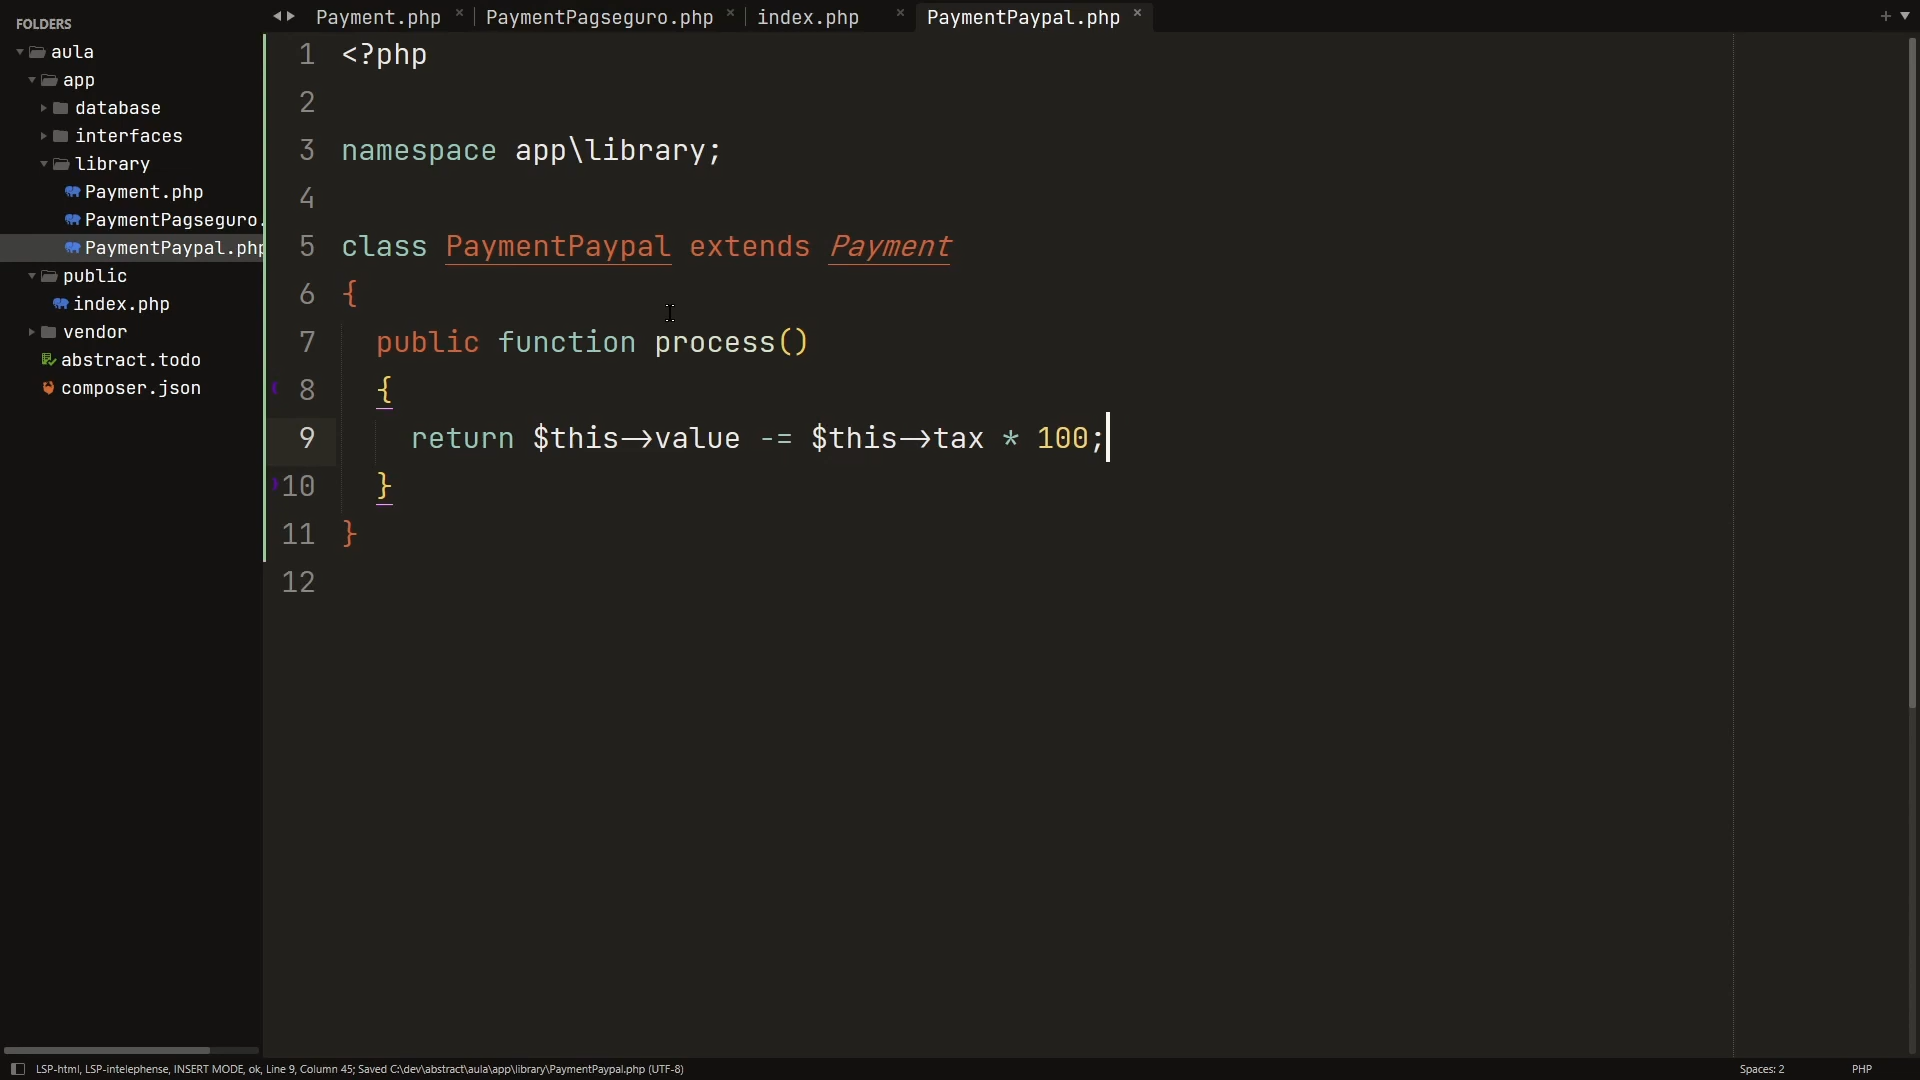 FOLDERS
aula
app
database
interfaces
library
Payment.php
PaymentPagseguro.
PaymentPaypal.php
public
index.php
vendor
abstract.todo
composer.json
Payment.php
PaymentPagseguro.php
index.php
PaymentPaypal.php
1 <?php
2
3 namespace app\library;
4
5 class PaymentPaypal extends Payment
6 {
7 public function process()
8 {
9 return $this->value -= $this->tax * 100;
10 }
11 }
12
LSP-html, LSP-intelephense, INSERT MODE, ok, Line 9, Column 45; Saved C:\dev\abstract\aula\app\library\PaymentPaypal.php (UTF-8)
Spaces: 2
PHP